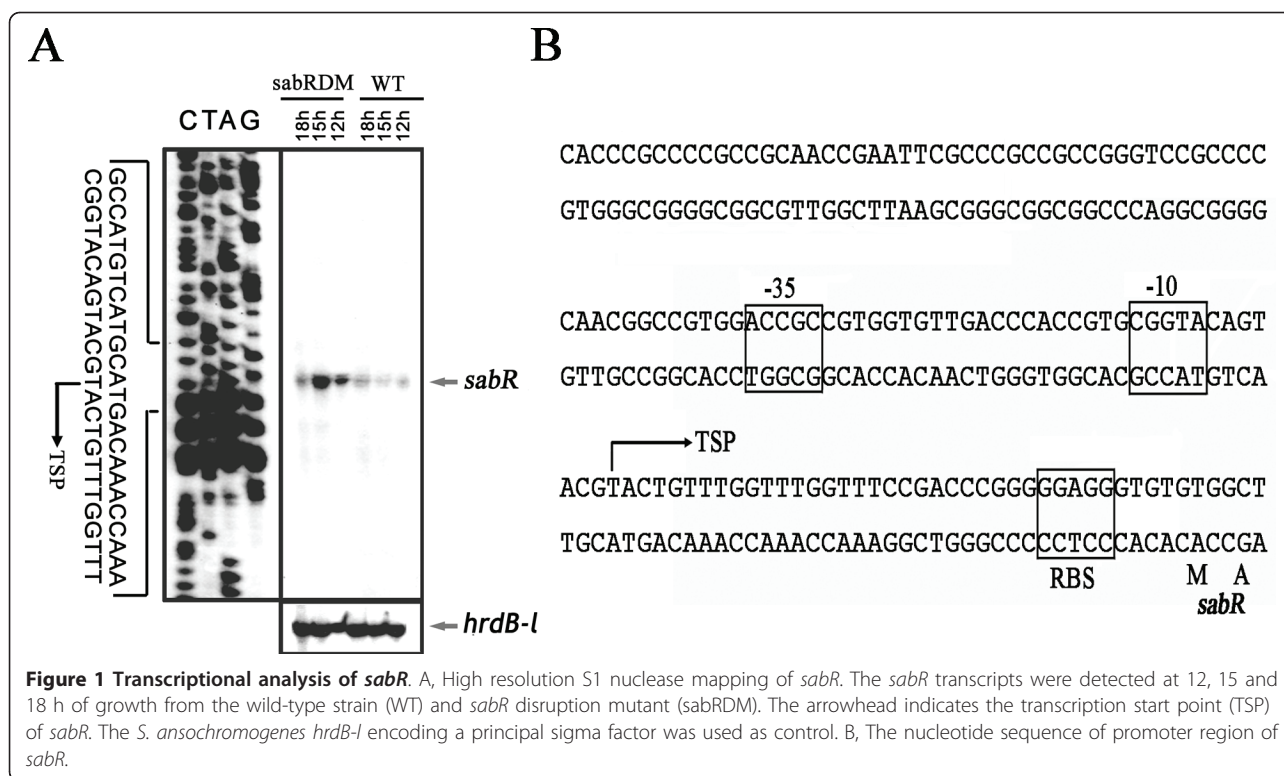 A
B
sabRDM
WT
CTAG
18h
15h
12h
18h
15h
12h
GCCATGTCATGCATGACAAACCAAA
CGGTACAGTACGTACTGTTTGGTTT
TSP
sabR
hrdB-l
CACCCGCCCCGCCGCAACCGAATTCGCCCGCCGCCGGGTCCGCCCC
GTGGGCGGGGCGGCGTTGGCTTAAGCGGGCGGCGGCCCAGGCGGGG
-35
-10
CAACGGCCGTGGACCGCCGTGGTGTTGACCCACCGTGCGGTACAGT
GTTGCCGGCACCTGGCGGCACCACAACTGGGTGGCACGCCATGTCA
TSP
ACGTACTGTTTGGTTTGGTTTCCGACCCGGGGGAGGGTGTGTGGCT
TGCATGACAAACCAAACCAAAGGCTGGGCCCCCTCCCACACACCGA
RBS
M A
sabR
Figure 1 Transcriptional analysis of sabR. A, High resolution S1 nuclease mapping of sabR. The sabR transcripts were detected at 12, 15 and
18 h of growth from the wild-type strain (WT) and sabR disruption mutant (sabRDM). The arrowhead indicates the transcription start point (TSP)
of sabR. The S. ansochromogenes hrdB-l encoding a principal sigma factor was used as control. B, The nucleotide sequence of promoter region of
sabR.